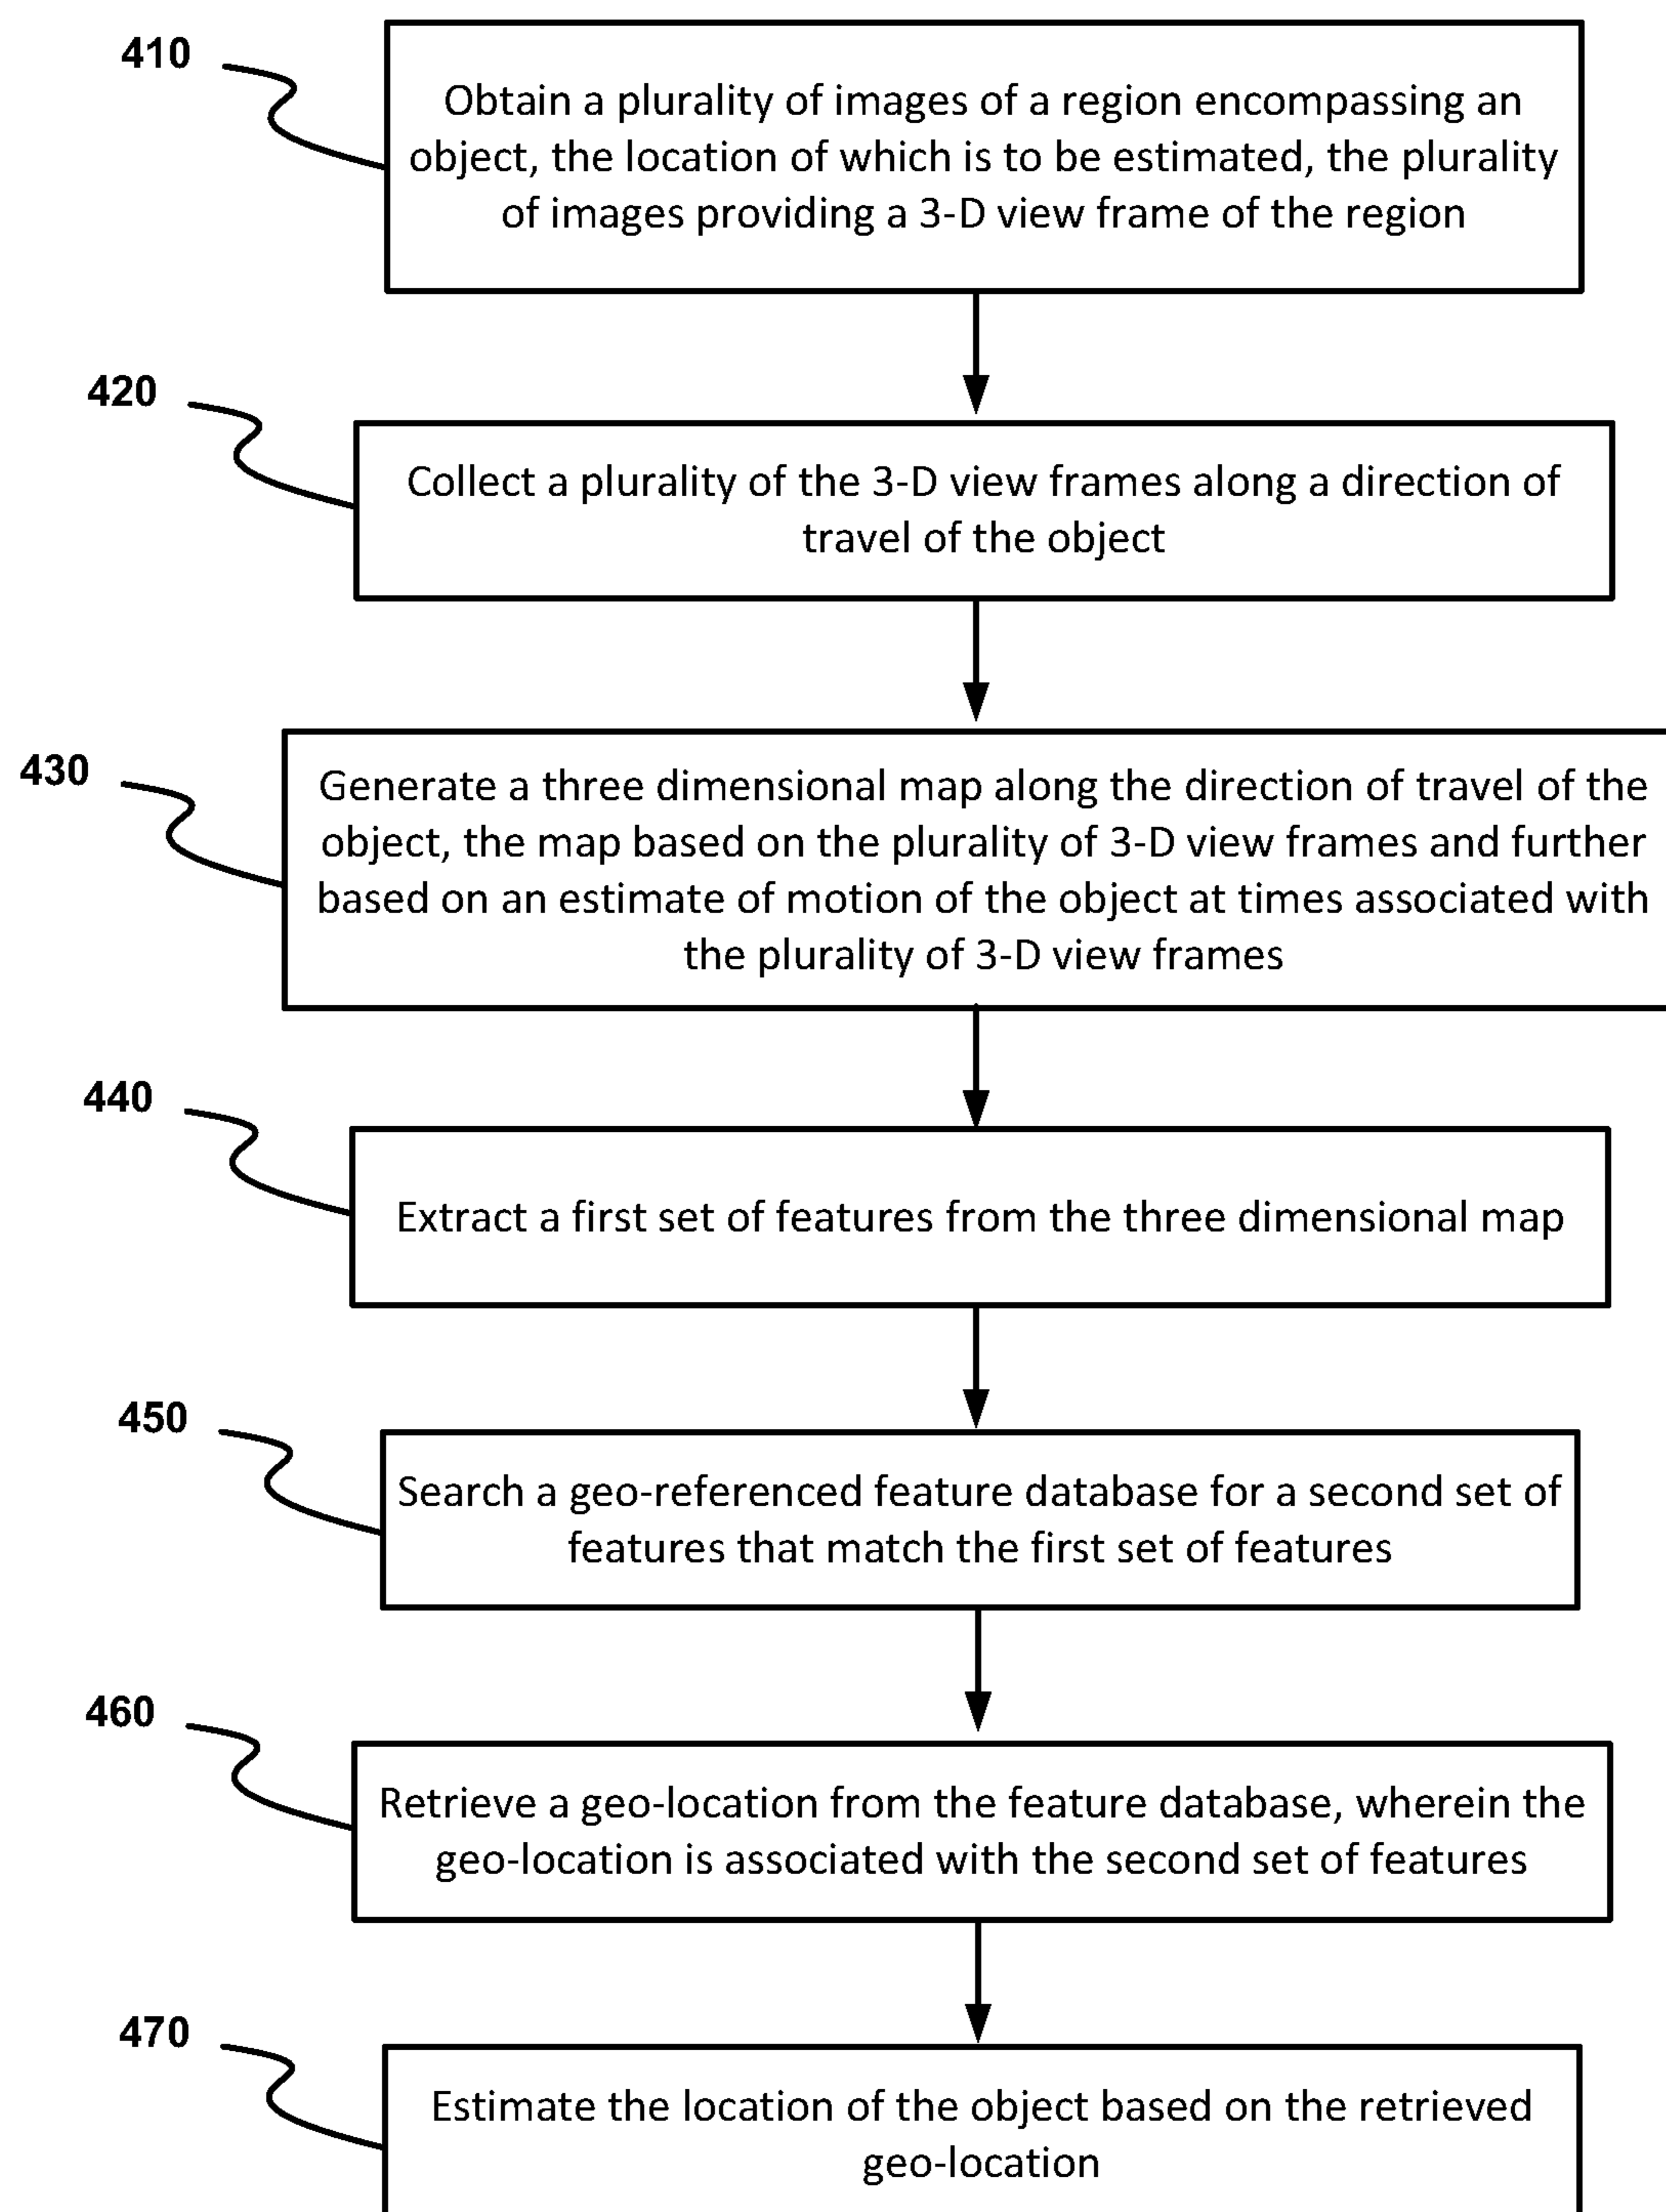 410
Obtain a plurality of images of a region encompassing an
object, the location of which is to be estimated, the plurality
of images providing a 3-D view frame of the region
420
Collect a plurality of the 3-D view frames along a direction of
travel of the object
430
Generate a three dimensional map along the direction of travel of the
object, the map based on the plurality of 3-D view frames and further
based on an estimate of motion of the object at times associated with
the plurality of 3-D view frames
440
Extract a first set of features from the three dimensional map
450
Search a geo-referenced feature database for a second set of
features that match the first set of features
460
Retrieve a geo-location from the feature database, wherein the
geo-location is associated with the second set of features
470
Estimate the location of the object based on the retrieved
geo-location